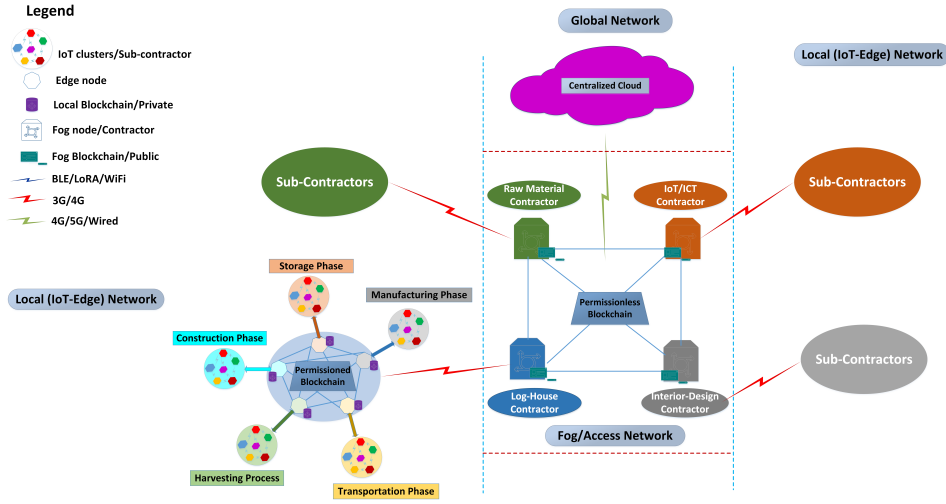 Legend
IoT clusters/Sub-contractor
Edge node
Local Blockchain/Private
Fog node/Contractor
Fog Blockchain/Public
BLE/LoRA/WiFi
3G/4G
4G/5G/Wired
Global Network
Centralized Cloud
Local (IoT-Edge) Network
Sub-Contractors
Raw Material
Contractor
IoT/ICT
Contractor
Sub-Contractors
Permissionless
Blockchain
Log-House
Contractor
Interior-Design
Contractor
Sub-Contractors
Fog/Access Network
Local (IoT-Edge) Network
Storage Phase
Manufacturing Phase
Construction Phase
Permissioned
Blockchain
Harvesting Process
Transportation Phase